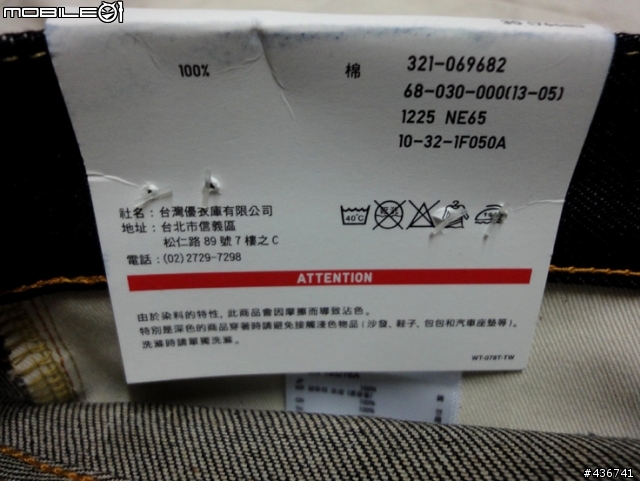 MOBILE01
100% 棉
321-069682
68-030-000(13-05)
1225 NE65
10-32-1F050A
社名：台灣優衣庫有限公司
地址：台北市信義區
松仁路 89 號 7 樓之 C
電話：(02)2729-7298
40℃
ATTENTION
由於染料的特性，此商品會因摩擦而導致沾色。
特別是深色的商品穿著時請避免接觸淺色物品（沙發、鞋子、包包和汽車座墊等）。
洗滌時請單獨洗滌。
WT-078T-TW
100%
#436741